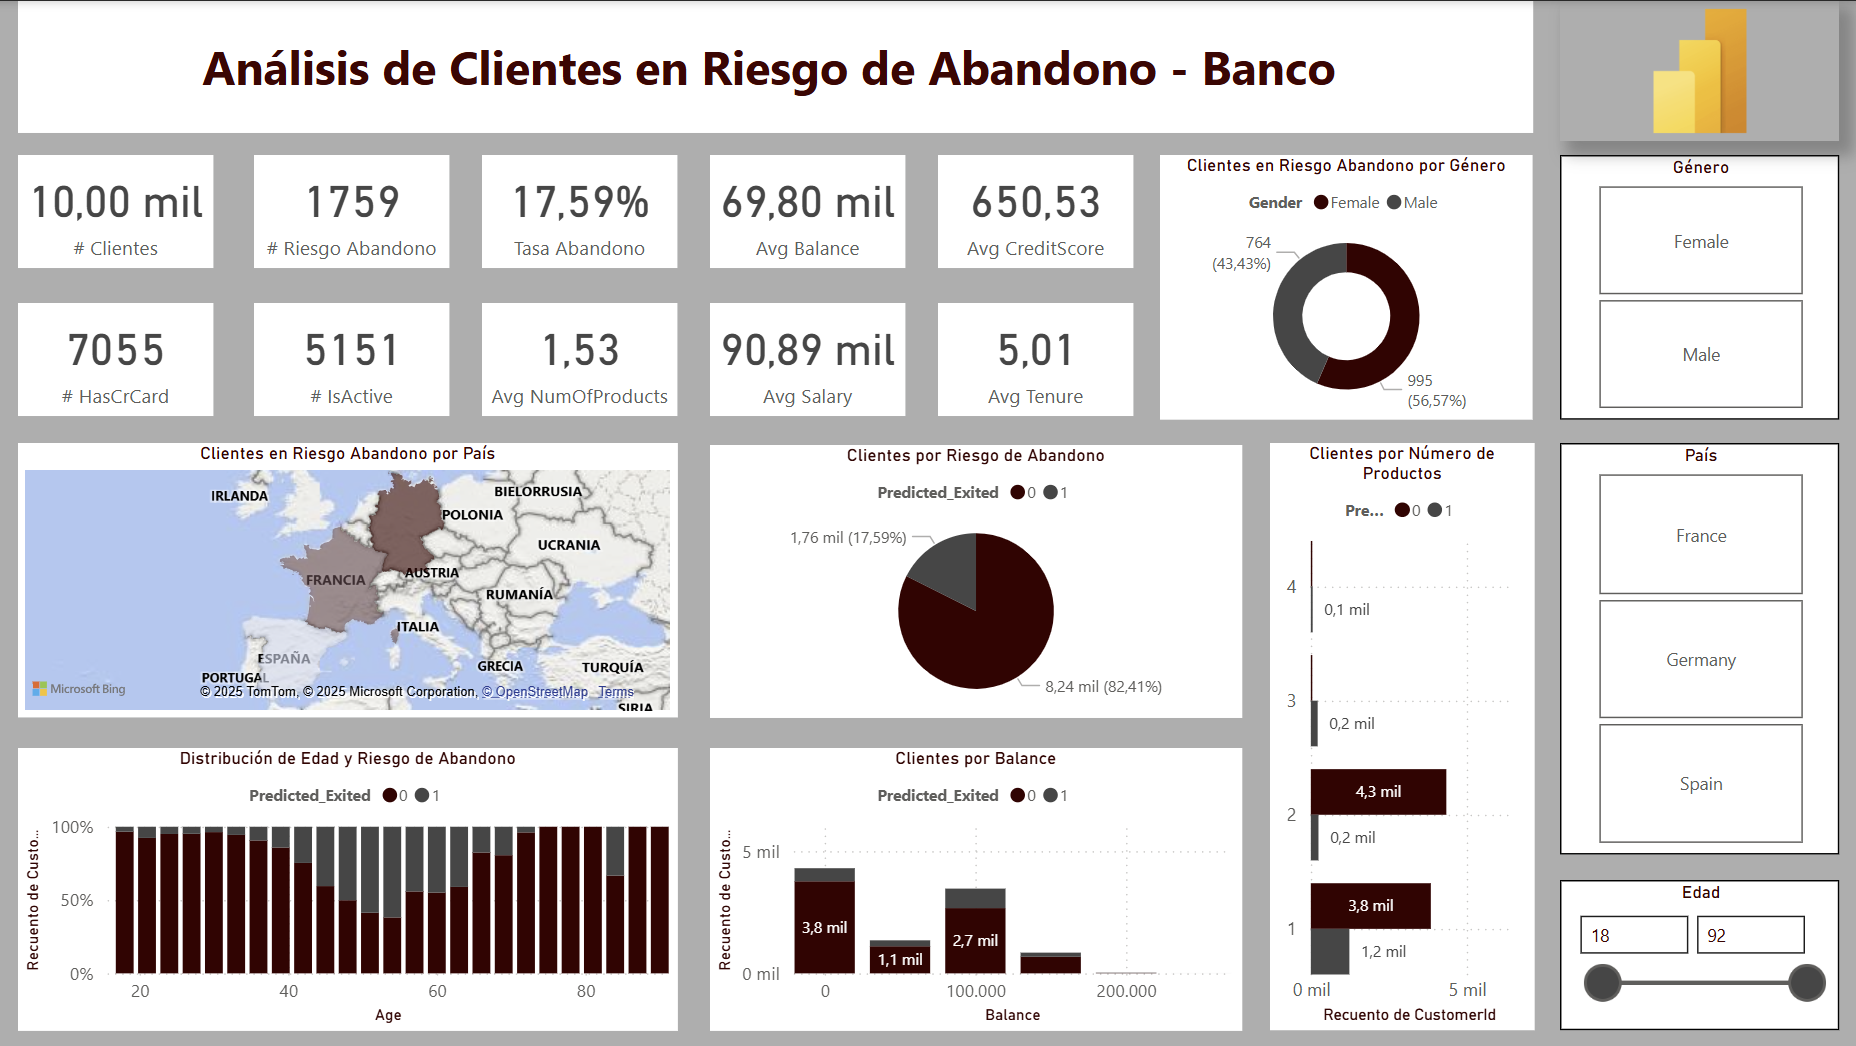 Análisis de Clientes en Riesgo de Abandono - Banco
10,00 mil
# Clientes
1759
# Riesgo Abandono
17,59%
Tasa Abandono
69,80 mil
Avg Balance
650,53
Avg CreditScore
7055
# HasCrCard
5151
# IsActive
1,53
Avg NumOfProducts
90,89 mil
Avg Salary
5,01
Avg Tenure
Clientes en Riesgo Abandono por Género
Gender Female Male
764
(43,43%)
995
(56,57%)
Género
Female
Male
Clientes en Riesgo Abandono por País
IRLANDA
BIELORRUSIA
POLONIA
UCRANIA
FRANCIA
AUSTRIA
RUMANÍA
ITALIA
ESPAÑA
GRECIA
TURQUÍA
PORTUGAL
SIRIA
Microsoft Bing
© 2025 TomTom, © 2025 Microsoft Corporation, © OpenStreetMap Terms
Clientes por Riesgo de Abandono
Predicted_Exited 0 1
1,76 mil (17,59%)
8,24 mil (82,41%)
Clientes por Número de
Productos
Pre... 0 1
4
0,1 mil
3
0,2 mil
4,3 mil
2
0,2 mil
3,8 mil
1
1,2 mil
0 mil 5 mil
Recuento de CustomerId
País
France
Germany
Spain
Distribución de Edad y Riesgo de Abandono
Predicted_Exited 0 1
Recuento de Custo...
100%
50%
0%
20 40 60 80
Age
Clientes por Balance
Predicted_Exited 0 1
Recuento de Custo...
5 mil
0 mil
3,8 mil
1,1 mil
2,7 mil
0 100.000 200.000
Balance
Edad
18 92